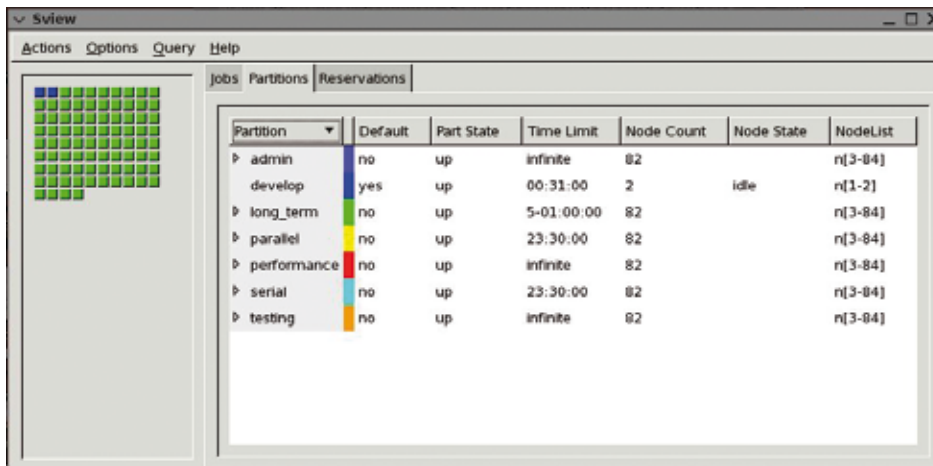 Sview
Actions Options Query Help
Jobs Partitions Reservations
Partition Default Part State Time Limit Node Count Node State NodeList
admin no up infinite 82 n[3-84]
develop yes up 00:31:00 2 idle n[1-2]
long_term no up 5-01:00:00 82 n[3-84]
parallel no up 23:30:00 82 n[3-84]
performance no up infinite 82 n[3-84]
serial no up 23:30:00 82 n[3-84]
testing no up infinite 82 n[3-84]